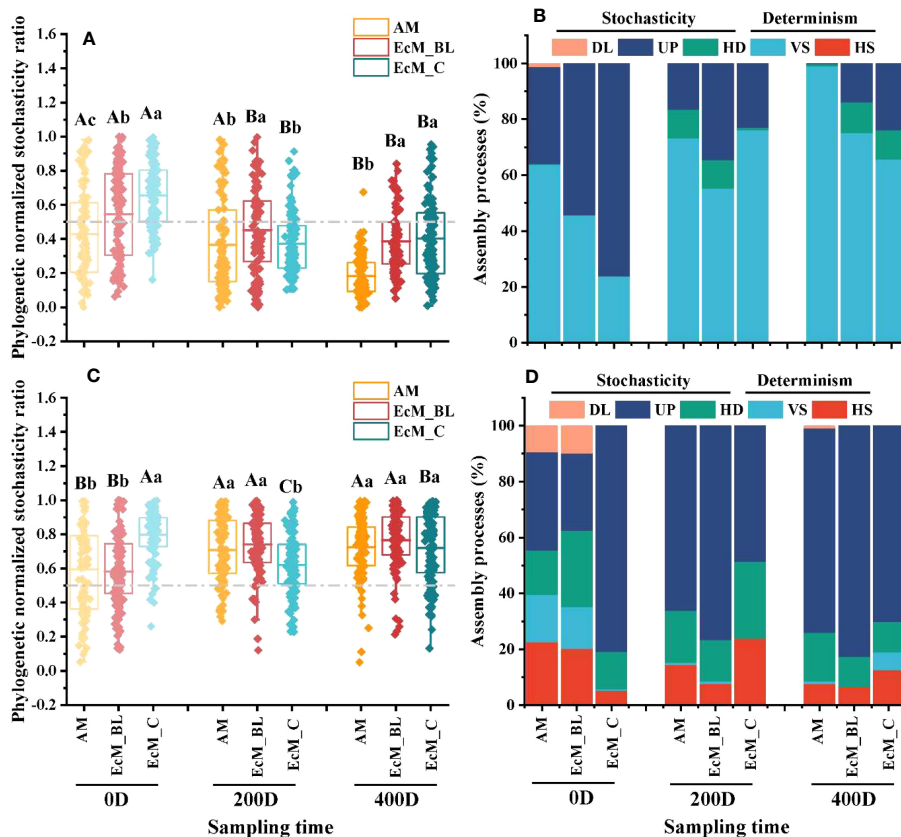 A
AM
EcM_BL
EcM_C
Phylogenetic normalized stochasticity ratio
1.6
1.4
1.2
1.0
0.8
0.6
0.4
0.2
0.0
-0.2
Ac Ab Aa Ab Ba Bb Bb Ba Ba
B
Stochasticity Determinism
DL UP HD VS HS
Assembly processes (%)
100
80
60
40
20
0
C
AM
EcM_BL
EcM_C
Phylogenetic normalized stochasticity ratio
1.6
1.4
1.2
1.0
0.8
0.6
0.4
0.2
0.0
-0.2
Bb Bb Aa Aa Aa Cb Aa Aa Ba
AM EcM_BL EcM_C AM EcM_BL EcM_C AM EcM_BL EcM_C
0D 200D 400D
Sampling time
D
Stochasticity Determinism
DL UP HD VS HS
Assembly processes (%)
100
80
60
40
20
0
AM EcM_BL EcM_C AM EcM_BL EcM_C AM EcM_BL EcM_C
0D 200D 400D
Sampling time